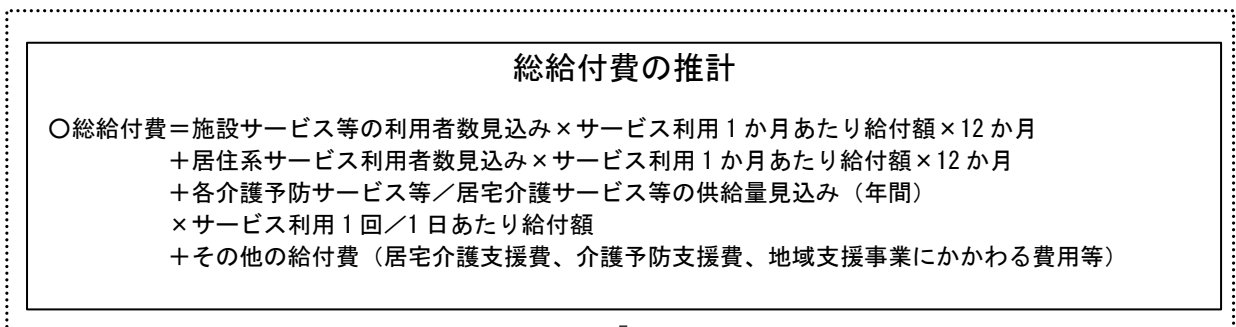 総給付費の推計
○総給付費＝施設サービス等の利用者数見込み×サービス利用１か月あたり給付額×12か月
＋居住系サービス利用者数見込み×サービス利用１か月あたり給付額×12か月
＋各介護予防サービス等／居宅介護サービス等の供給量見込み（年間）
×サービス利用１回／１日あたり給付額
＋その他の給付費（居宅介護支援費、介護予防支援費、地域支援事業にかかわる費用等）